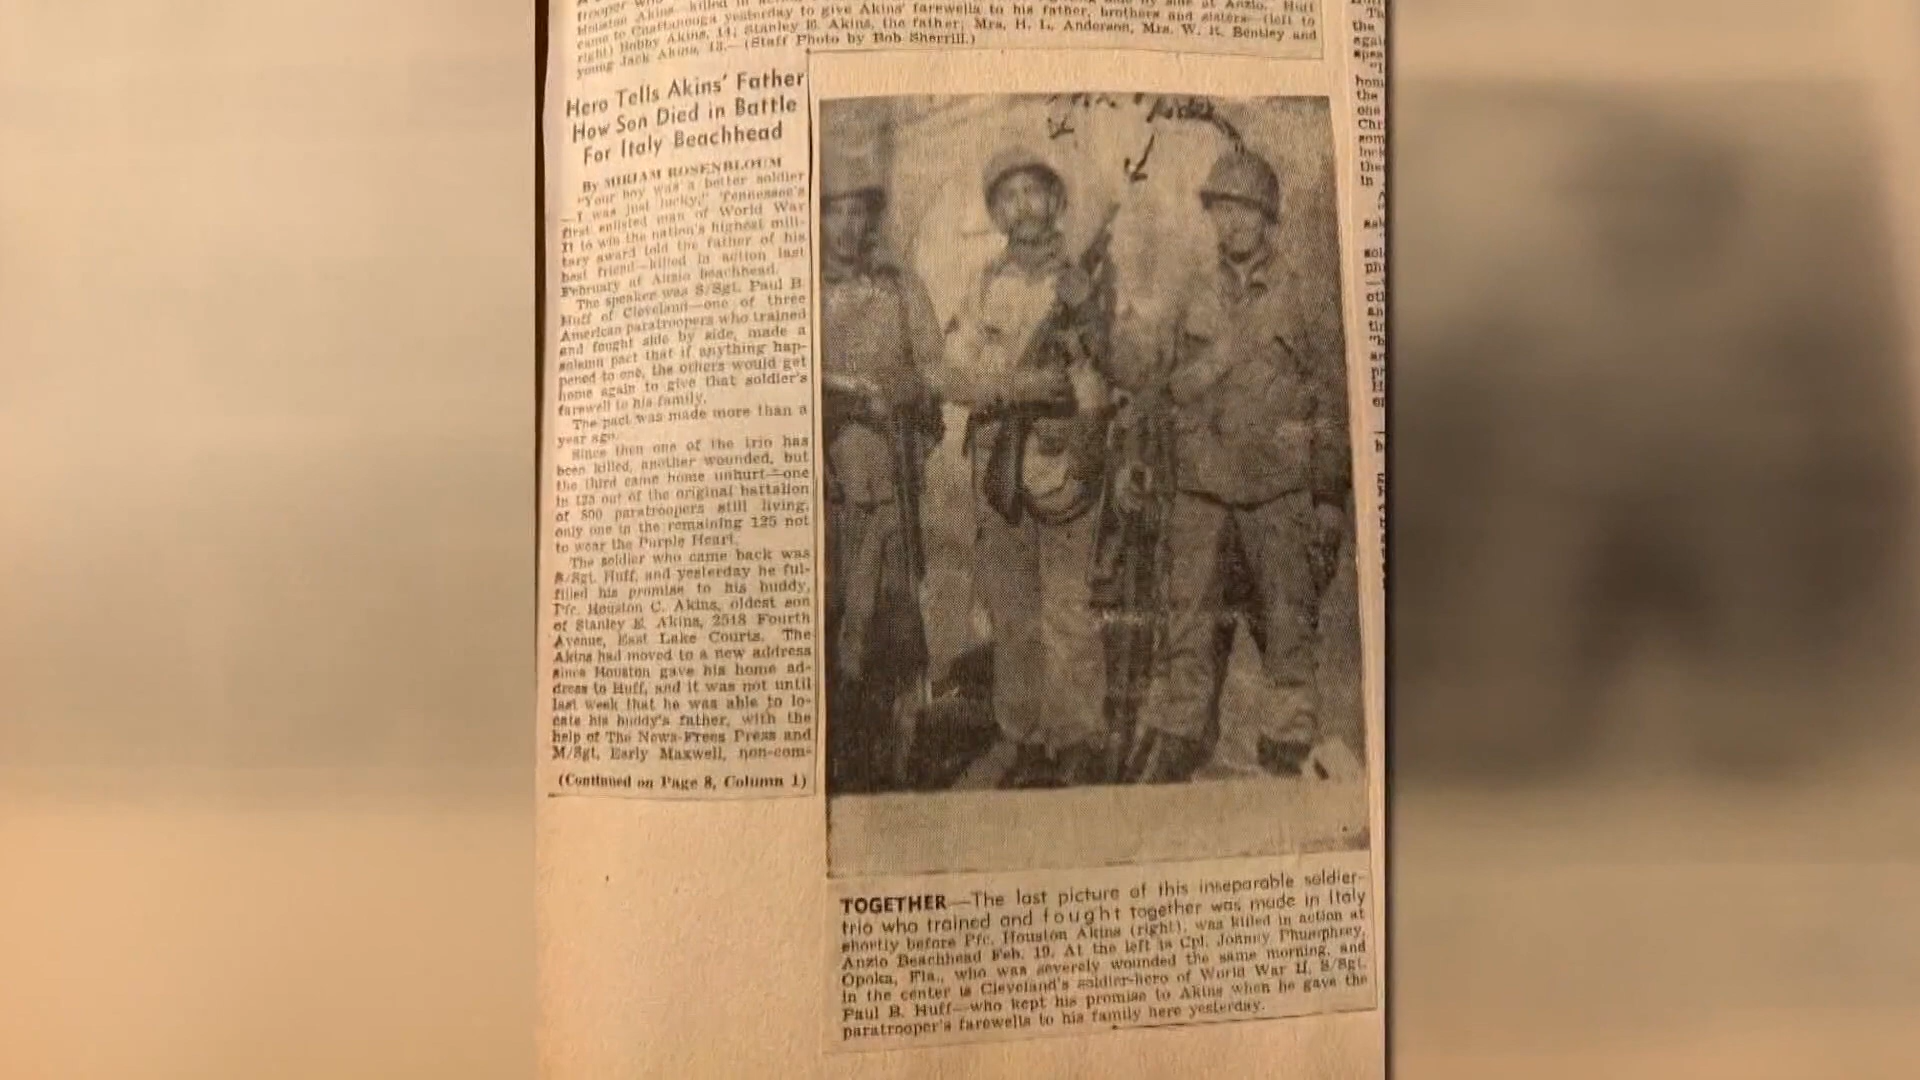 trooper who
Houston Akins, killed in
came to Chattanooga yesterday to give Akins' farewells to his father, brothers and sisters—(left to
right) Bobby Akins, 14; Stanley E. Akins, the father; Mrs. H. L. Anderson, Mrs. W. R. Bentley and
young Jack Akins, 13.—(Staff Photo by Bob Sherrill.)
Hero Tells Akins' Father
How Son Died in Battle
For Italy Beachhead
By MIRIAM ROSENBLOUM
"Your boy was a better soldier
—I was just lucky," Tennessee's
first enlisted man of World War
II to win the nation's highest mili-
tary award told the father of his
best friend—killed in action last
February at Anzio beachhead.
The speaker was S/Sgt. Paul B.
Huff of Cleveland—one of three
American paratroopers who trained
and fought side by side, made a
solemn pact that if anything hap-
pened to one, the others would get
home again to give that soldier's
farewell to his family.
The pact was made more than a
year ago.
Since then one of the trio has
been killed, another wounded, but
the third came home unhurt—one
in 125 out of the original battalion
of 800 paratroopers still living,
only one in the remaining 125 not
to wear the Purple Heart.
The soldier who came back was
S/Sgt. Huff, and yesterday he ful-
filled his promise to his buddy,
Pfc. Houston C. Akins, oldest son
of Stanley E. Akins, 2518 Fourth
Avenue, East Lake Courts. The
Akins had moved to a new address
since Houston gave his home ad-
dress to Huff, and it was not until
last week that he was able to lo-
cate his buddy's father, with the
help of The News-Free Press and
M/Sgt. Early Maxwell, non-com-
(Continued on Page 8, Column 1)
TOGETHER—The last picture of this inseparable soldier-
trio who trained and fought together was made in Italy
shortly before Pfc. Houston Akins (right), was killed in action at
Anzio Beachhead Feb. 19. At the left is Cpl. Johnny Phumphrey,
Opoka, Fla., who was severely wounded the same morning, and
in the center is Cleveland's soldier-hero of World War II, S/Sgt.
Paul B. Huff—who kept his promise to Akins when he gave the
paratrooper's farewells to his family here yesterday.